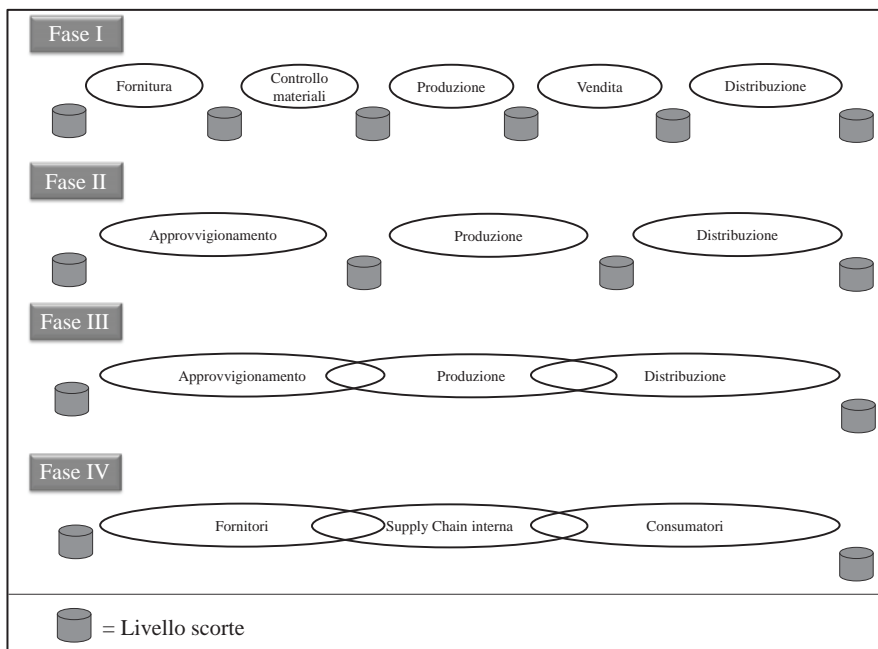 Fase I
Fornitura
Controllo
materiali
Produzione
Vendita
Distribuzione
Fase II
Approvvigionamento
Produzione
Distribuzione
Fase III
Approvvigionamento
Produzione
Distribuzione
Fase IV
Fornitori
Supply Chain interna
Consumatori
= Livello scorte